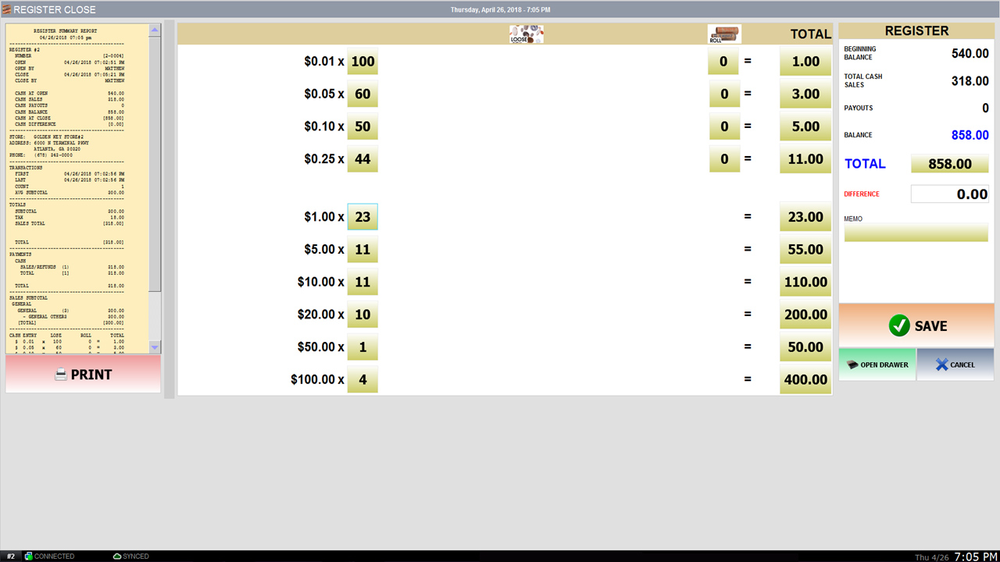 REGISTER CLOSE
Thursday, April 26, 2018 - 7:05 PM
REGISTER SUMMARY REPORT
04/26/2018 07:05 pm
REGISTER #2
NUMBER [2-0004]
OPEN 04/26/2018 07:02:51 PM
OPEN BY MATTHEW
CLOSE 04/26/2018 07:05:21 PM
CLOSE BY MATTHEW
CASH AT OPEN 540.00
CASH SALES 318.00
CASH PAYOUTS 0
CASH BALANCE 858.00
CASH AT CLOSE [858.00]
CASH DIFFERENCE [0.00]
STORE: GOLDEN KEY STORE#2
ADDRESS: 6000 N TERMINAL PKWY
ATLANTA, GA 30320
PHONE: (678) 343-0000
TRANSACTIONS
FIRST 04/26/2018 07:02:56 PM
LAST 04/26/2018 07:02:56 PM
COUNT 1
AVG SUBTOTAL 300.00
TOTALS
SUBTOTAL 300.00
TAX 18.00
SALES TOTAL [318.00]
TOTAL [318.00]
PAYMENTS
CASH
SALES/REFUNDS (1) 318.00
TOTAL [1] 318.00
TOTAL 318.00
SALES SUBTOTAL
GENERAL
GENERAL (3) 300.00
- GENERAL OTHERS 300.00
[TOTAL] [300.00]
CASH ENTRY LOSE ROLL TOTAL
$ 0.01 x 100 0 = 1.00
$ 0.05 x 60 0 = 3.00
PRINT
LOOSE ROLL TOTAL
$0.01 x 100 0 = 1.00
$0.05 x 60 0 = 3.00
$0.10 x 50 0 = 5.00
$0.25 x 44 0 = 11.00
$1.00 x 23 = 23.00
$5.00 x 11 = 55.00
$10.00 x 11 = 110.00
$20.00 x 10 = 200.00
$50.00 x 1 = 50.00
$100.00 x 4 = 400.00
REGISTER
BEGINNING
BALANCE 540.00
TOTAL CASH
SALES 318.00
PAYOUTS 0
BALANCE 858.00
TOTAL 858.00
DIFFERENCE 0.00
MEMO
SAVE
OPEN DRAWER CANCEL
#2 CONNECTED SYNCED Thu 4/26 7:05 PM